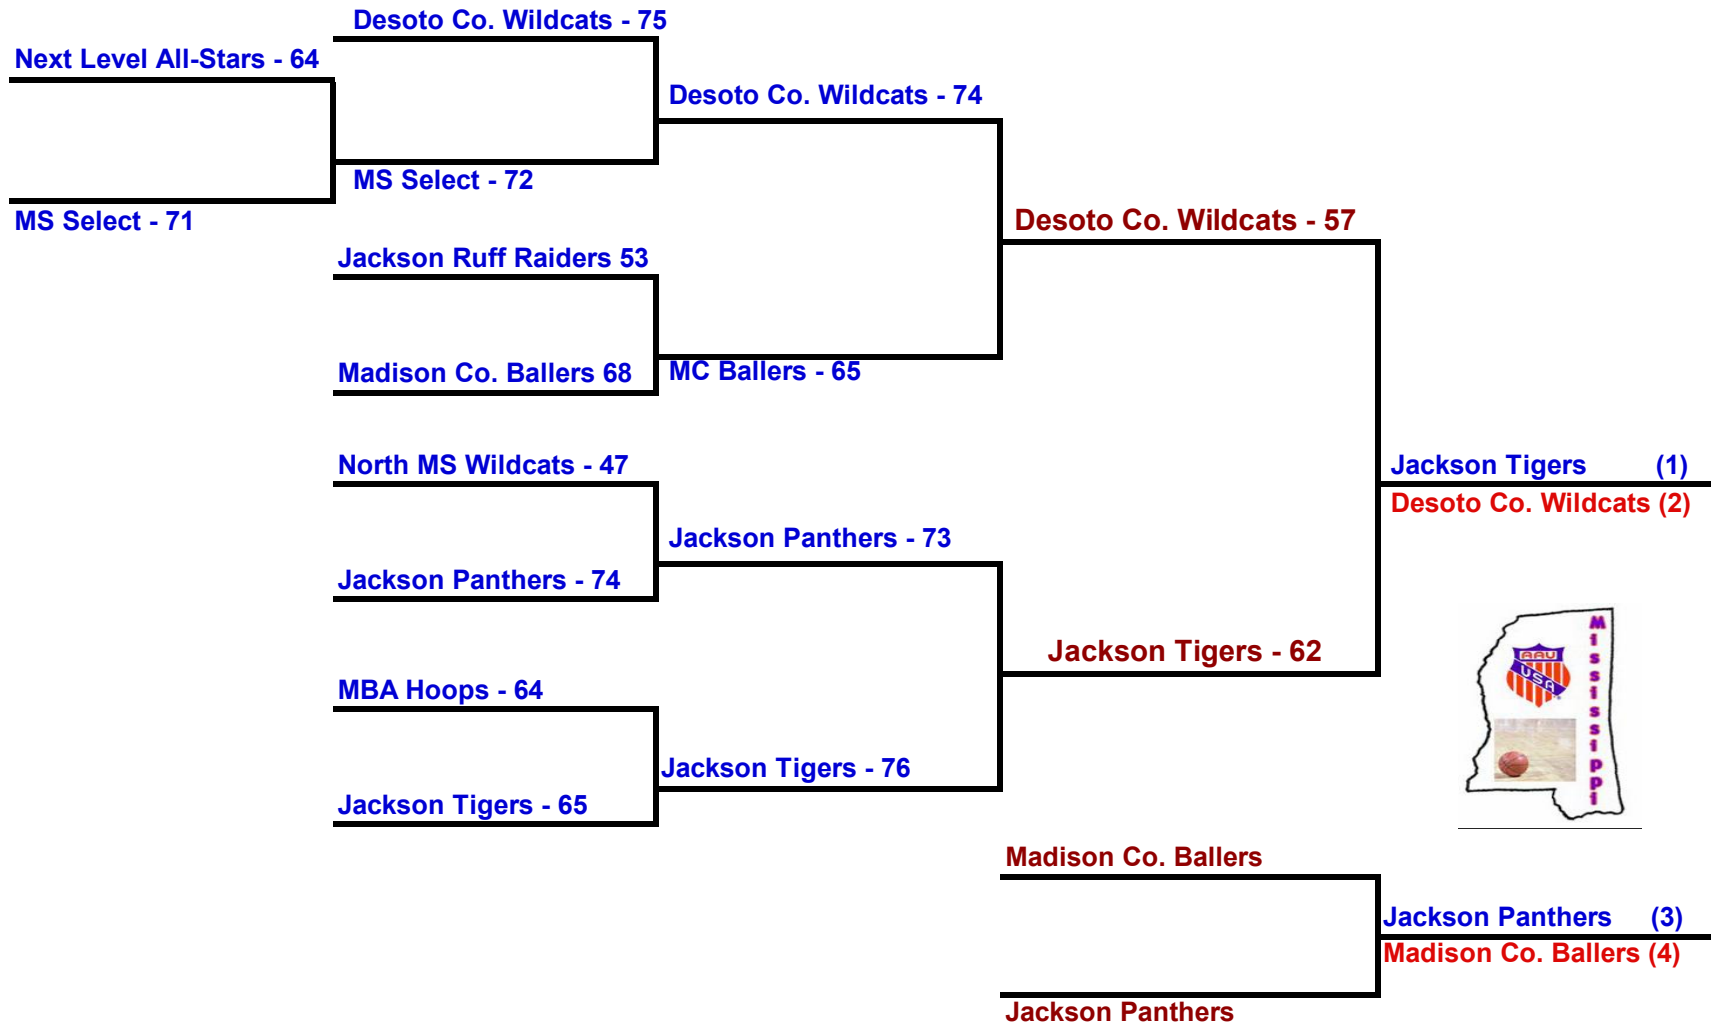 Desoto Co. Wildcats - 75
Next Level All-Stars - 64
Desoto Co. Wildcats - 74
MS Select - 72
MS Select - 71
Desoto Co. Wildcats - 57
Jackson Ruff Raiders 53
Madison Co. Ballers 68
MC Ballers - 65
North MS Wildcats - 47
Jackson Tigers (1)
Desoto Co. Wildcats (2)
Jackson Panthers - 73
Jackson Panthers - 74
Jackson Tigers - 62
MBA Hoops - 64
Jackson Tigers - 76
Jackson Tigers - 65
Mississippi
AAU
USA
Madison Co. Ballers
Jackson Panthers (3)
Madison Co. Ballers (4)
Jackson Panthers